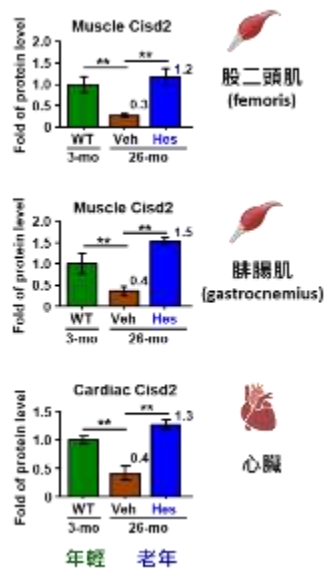 Muscle Cisd2
Fold of protein level
2.0
1.5
1.0
0.5
0
**
**
0.3
1.2
WT
Veh
Hes
3-mo
26-mo
股二頭肌
(femoris)
Muscle Cisd2
Fold of protein level
2.0
1.5
1.0
0.5
0
**
**
0.4
1.5
WT
Veh
Hes
3-mo
26-mo
腓腸肌
(gastrocnemius)
Cardiac Cisd2
Fold of protein level
1.5
1.0
0.5
0
**
**
0.4
1.3
WT
Veh
Hes
3-mo
26-mo
心臟
年輕
老年